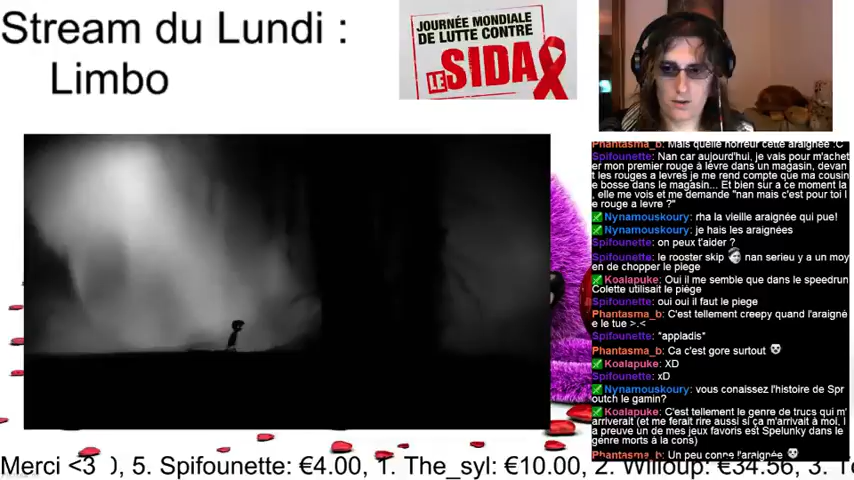 Stream du Lundi :
Limbo
JOURNÉE MONDIALE
DE LUTTE CONTRE
LE SIDA
Phantasma_b: Mais quelle horreur cette araignée :C
Spifounette: Nan car aujourd'hui, je vais pour m'achet
er mon premier rouge à lèvre dans un magasin, devan
t les rouges a levres je me rend compte que ma cousin
e bosse dans le magasin... Et bien sur a ce moment la
, elle me vois et me demande "nan mais c'est pour toi le
rouge a levre ?"
Nynamouskoury: rha la vieille araignée qui pue!
Nynamouskoury: je hais les araignées
Spifounette: on peux t'aider ?
Spifounette: le rooster skip nan serieu y a un moy
en de chopper le piege
Koalapuke: Oui il me semble que dans le speedrun
Colette utilisait le piège
Spifounette: oui oui il faut le piege
Phantasma_b: C'est tellement creepy quand l'araigné
e le tue >.<
Spifounette: *appladis*
Phantasma_b: Ca c'est gore surtout
Koalapuke: XD
Spifounette: xD
Nynamouskoury: vous conaissez l'histoire de Spr
outch le gamin?
Koalapuke: C'est tellement le genre de trucs qui m'
arriverait (et me ferait rire aussi si ça m'arrivait à moi, l
a preuve un de mes jeux favoris est Spelunky dans le
genre morts à la cons)
Phantasma_b: Un peu conne l'araignée
Merci <3 ), 5. Spifounette: €4.00, 1. The_syl: €10.00, 2. Willoup: €34.56, 3.